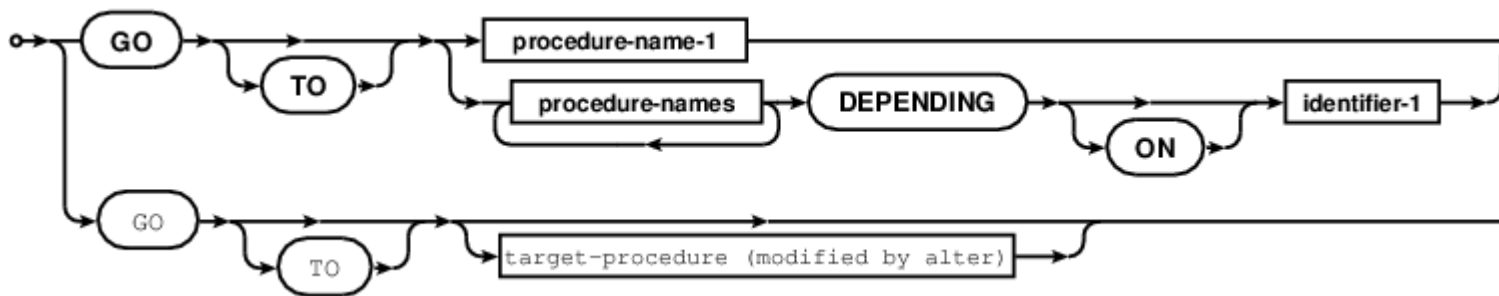 GO
TO
procedure-name-1
procedure-names
DEPENDING
ON
identifier-1
GO
TO
target-procedure (modified by alter)